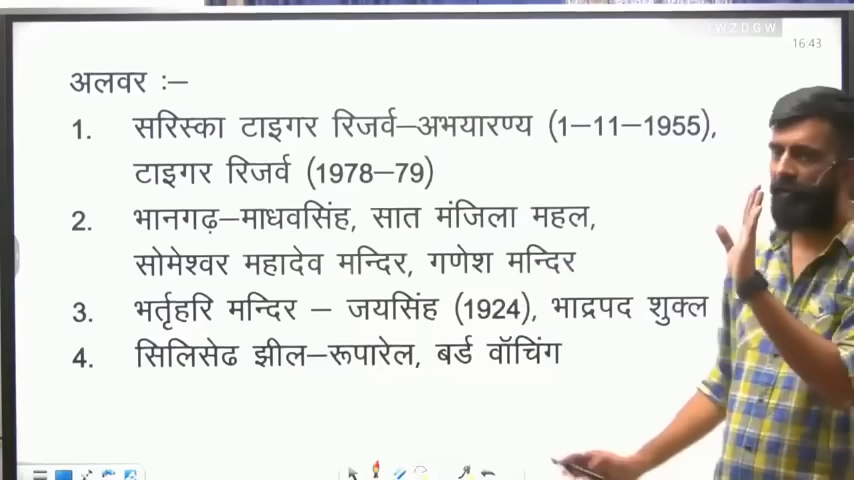 GWZDGW
16:43
अलवर :–
1. सरिस्का टाइगर रिजर्व–अभयारण्य (1–11–1955),
टाइगर रिजर्व (1978–79)
2. भानगढ़–माधवसिंह, सात मंजिला महल,
सोमेश्वर महादेव मन्दिर, गणेश मन्दिर
3. भर्तृहरि मन्दिर – जयसिंह (1924), भाद्रपद शुक्ल
4. सिलिसेढ झील–रूपारेल, बर्ड वॉचिंग